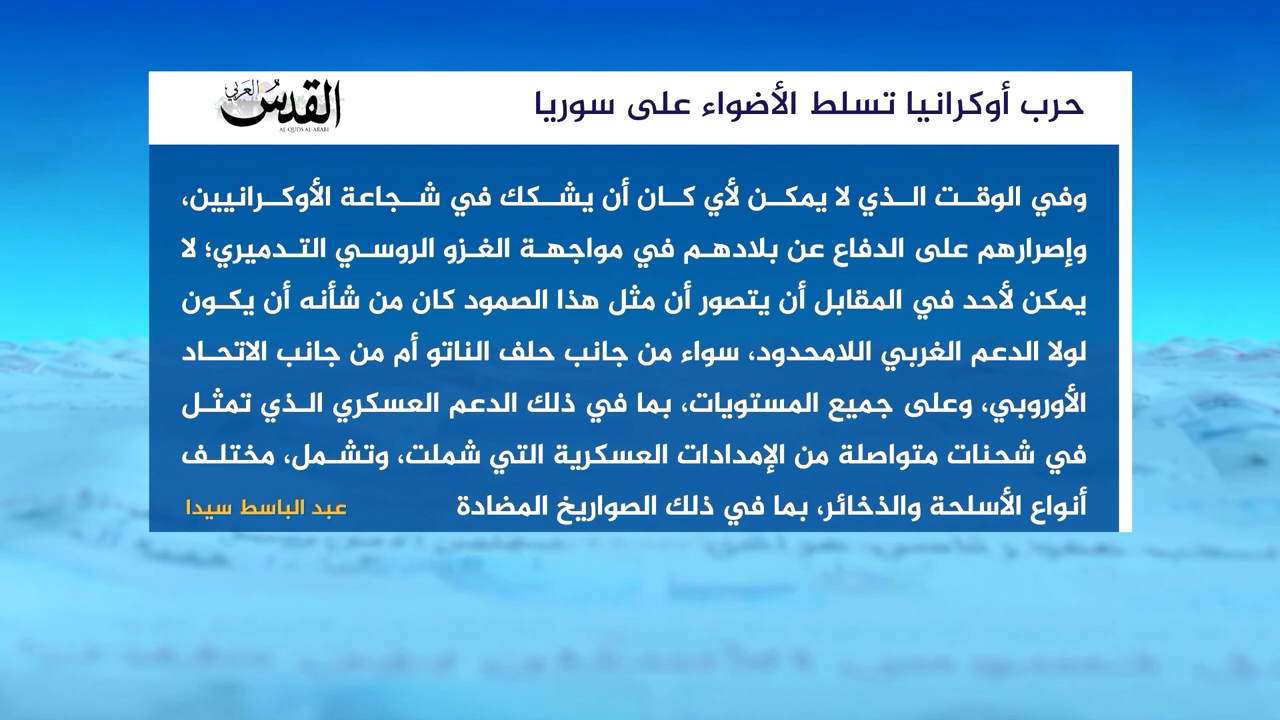 حرب أوكرانيا تسلط الأضواء على سوريا
القدس العربي
AL-QUDS AL-ARABI
وفي الوقت الذي لا يمكن لأي كان أن يشكك في شجاعة الأوكرانيين،
وإصرارهم على الدفاع عن بلادهم في مواجهة الغزو الروسي التدميري؛ لا
يمكن لأحد في المقابل أن يتصور أن مثل هذا الصمود كان من شأنه أن يكون
لولا الدعم الغربي اللامحدود، سواء من جانب حلف الناتو أم من جانب الاتحاد
الأوروبي، وعلى جميع المستويات، بما في ذلك الدعم العسكري الذي تمثل
في شحنات متواصلة من الإمدادات العسكرية التي شملت، وتشمل، مختلف
أنواع الأسلحة والذخائر، بما في ذلك الصواريخ المضادة
عبد الباسط سيدا